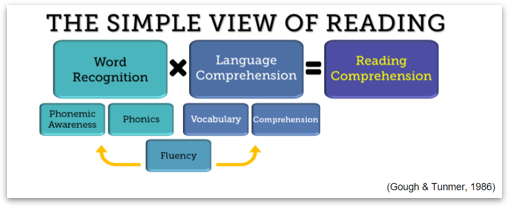 THE SIMPLE VIEW OF READING
Word
Recognition
×
Language
Comprehension
=
Reading
Comprehension
Phonemic
Awareness
Phonics
Vocabulary
Comprehension
Fluency
(Gough & Tunmer, 1986)